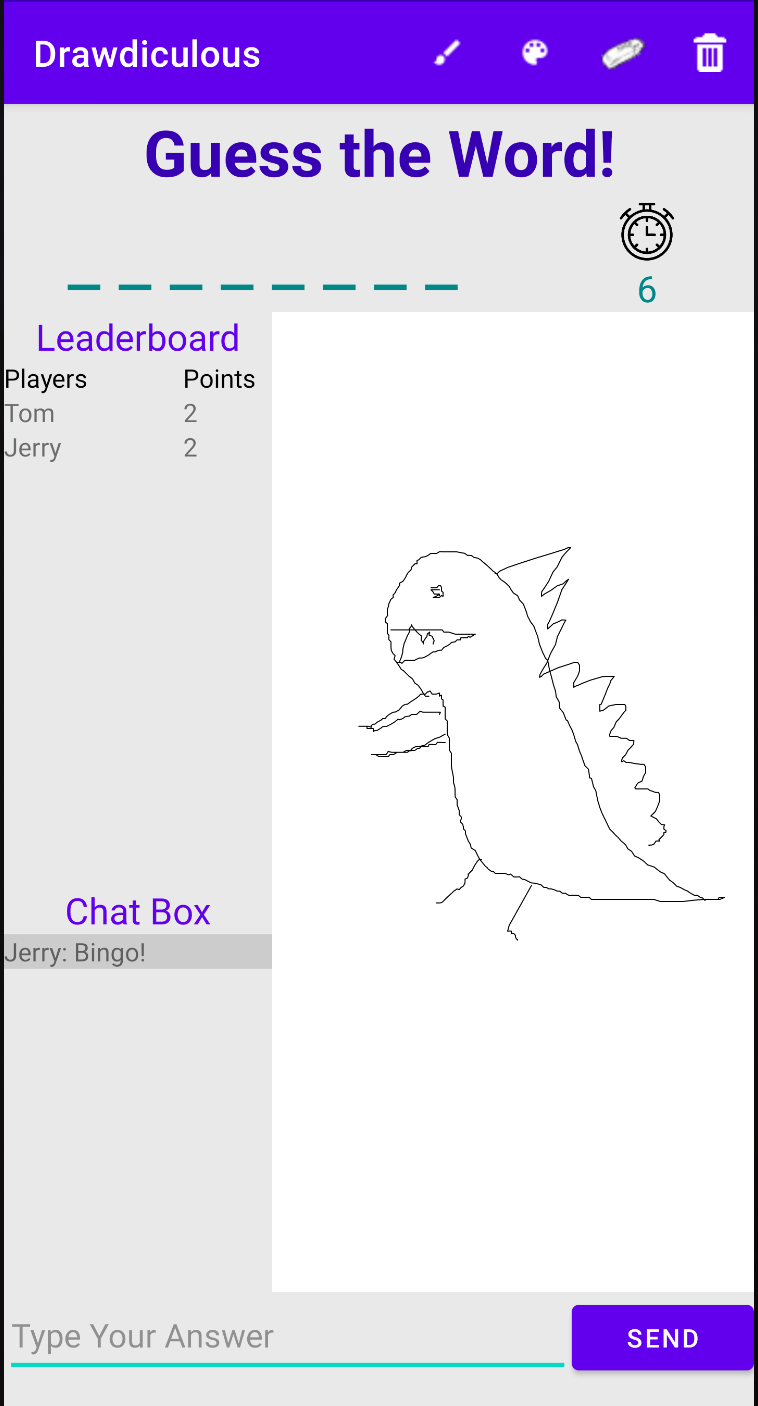 Drawdiculous
Guess the Word!
_ _ _ _ _ _ _ _
6
Leaderboard
Players Points
Tom 2
Jerry 2
Chat Box
Jerry: Bingo!
Type Your Answer
SEND